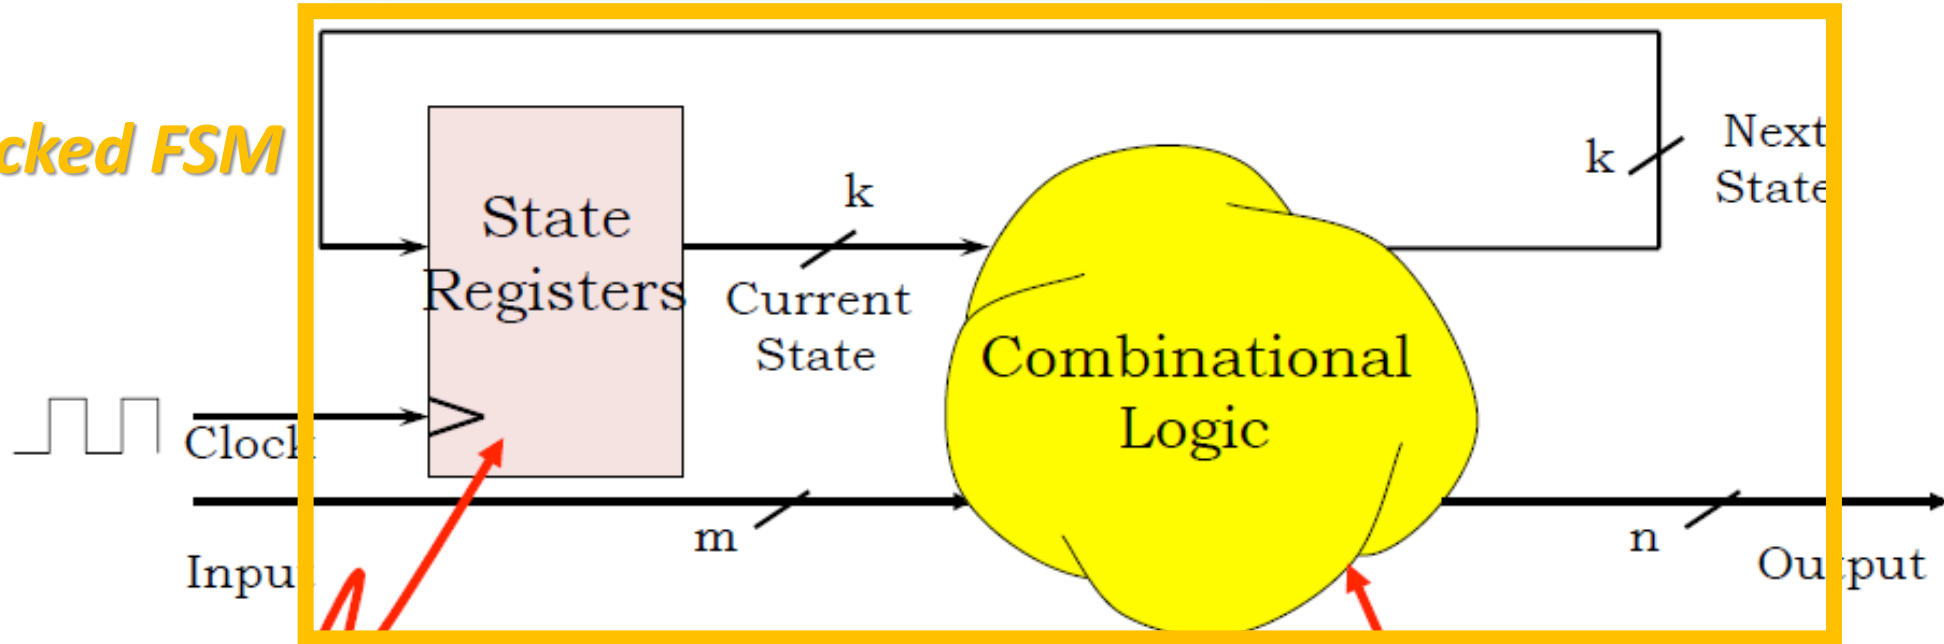 cked FSM
State
Registers
k
Current
State
Combinational
Logic
k
Next
State
Clock
Input
m
n
Output